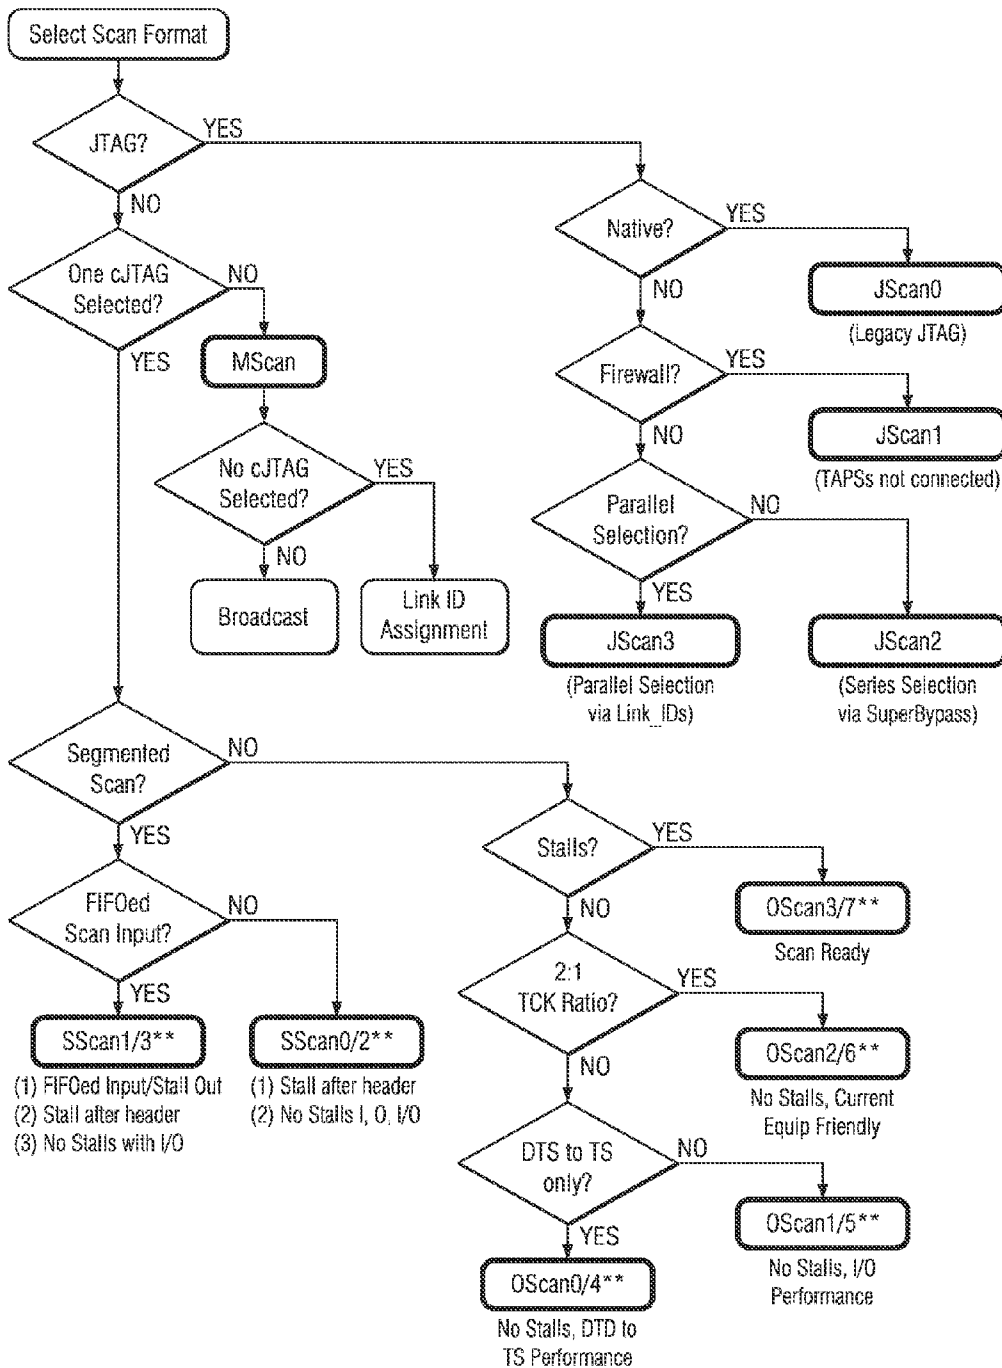 Select Scan Format
JTAG?
YES
NO
Native?
YES
JScan0
(Legacy JTAG)
NO
One cJTAG
Selected?
NO
YES
MScan
Firewall?
YES
JScan1
(TAPSs not connected)
NO
No cJTAG
Selected?
YES
NO
Broadcast
Link ID
Assignment
Parallel
Selection?
NO
YES
JScan3
(Parallel Selection
via Link_IDs)
JScan2
(Series Selection
via SuperBypass)
Segmented
Scan?
NO
YES
Stalls?
YES
OScan3/7**
Scan Ready
NO
FIFOed
Scan Input?
NO
YES
SScan1/3**
(1) FIFOed Input/Stall Out
(2) Stall after header
(3) No Stalls with I/O
SScan0/2**
(1) Stall after header
(2) No Stalls I, O, I/O
2:1
TCK Ratio?
YES
OScan2/6**
No Stalls, Current
Equip Friendly
NO
DTS to TS
only?
NO
OScan1/5**
No Stalls, I/O
Performance
YES
OScan0/4**
No Stalls, DTD to
TS Performance